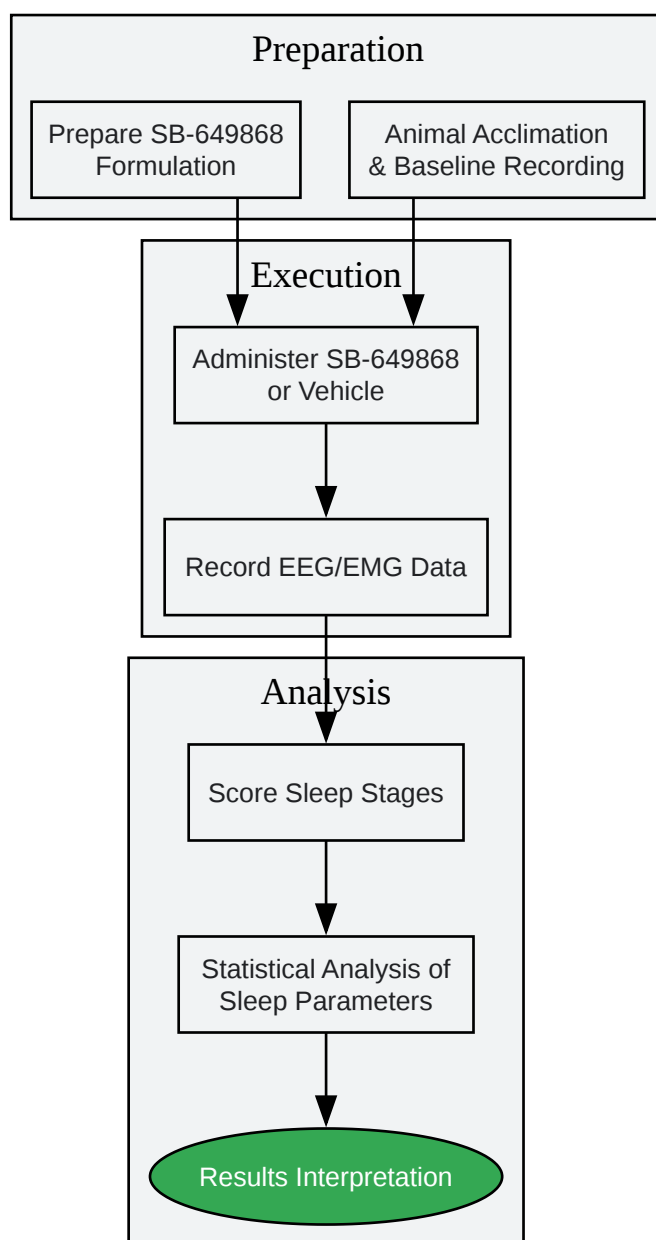 Preparation
Prepare SB-649868
Formulation
Animal Acclimation
& Baseline Recording
Execution
Administer SB-649868
or Vehicle
Record EEG/EMG Data
Analysis
Score Sleep Stages
Statistical Analysis of
Sleep Parameters
Results Interpretation